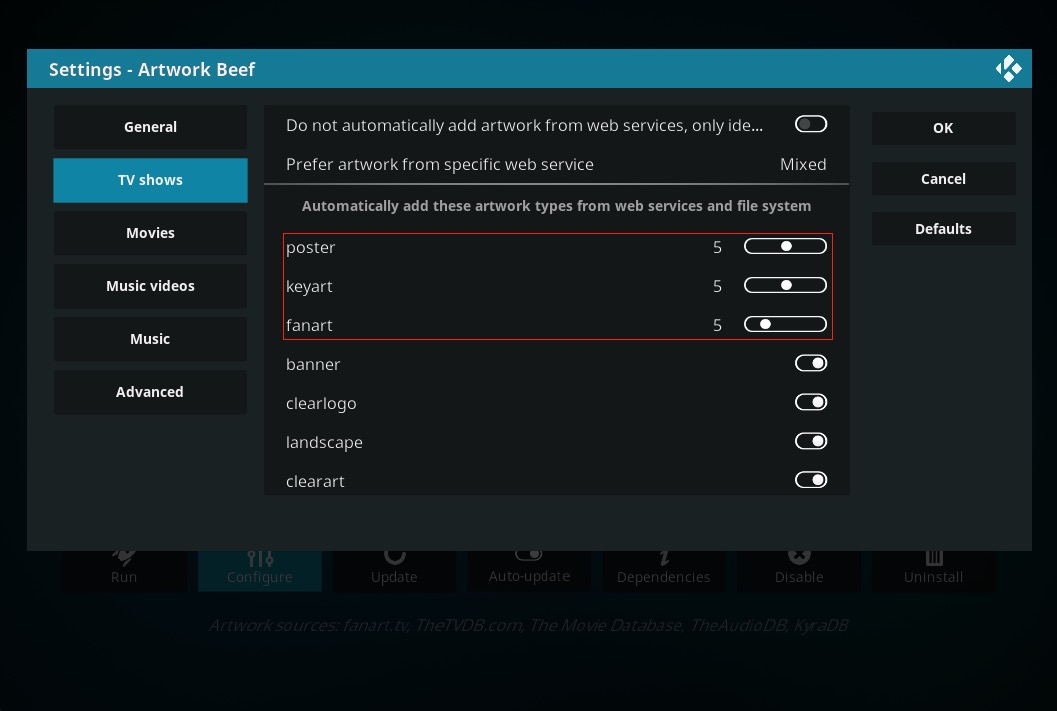 Settings - Artwork Beef
General
TV shows
Movies
Music videos
Music
Advanced
Do not automatically add artwork from web services, only ide...
Prefer artwork from specific web service Mixed
Automatically add these artwork types from web services and file system
poster 5
keyart 5
fanart 5
banner
clearlogo
landscape
clearart
OK
Cancel
Defaults
Run Configure Update Auto-update Dependencies Disable Uninstall
Artwork sources: fanart.tv, TheTVDB.com, The Movie Database, TheAudioDB, KyraDB